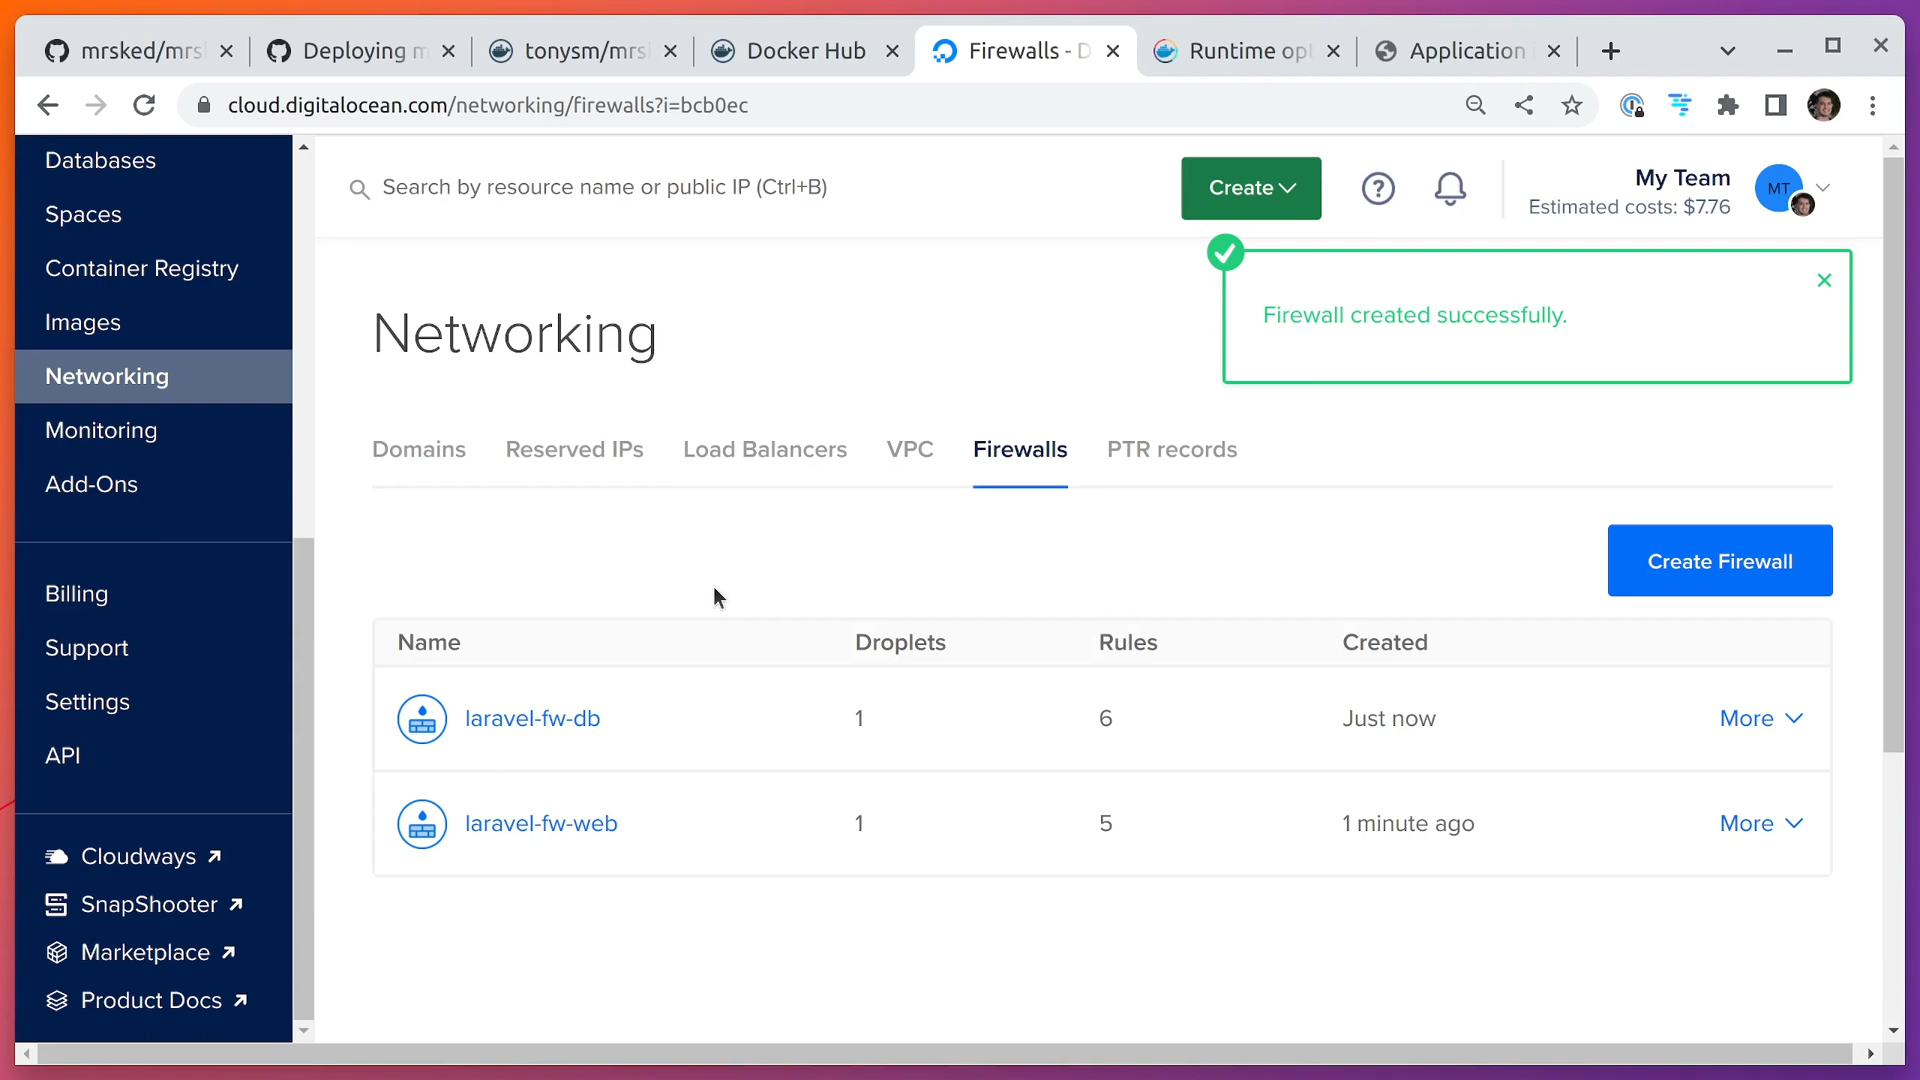 mrsked/mrs
Deploying m
tonysm/mrs
Docker Hub
Firewalls - D
Runtime op
Application
cloud.digitalocean.com/networking/firewalls?i=bcb0ec
Databases
Spaces
Container Registry
Images
Networking
Monitoring
Add-Ons
Billing
Support
Settings
API
Cloudways
SnapShooter
Marketplace
Product Docs
Search by resource name or public IP (Ctrl+B)
Create
My Team
Estimated costs: $7.76
MT
Firewall created successfully.
Networking
Domains
Reserved IPs
Load Balancers
VPC
Firewalls
PTR records
Create Firewall
Name Droplets Rules Created
laravel-fw-db 1 6 Just now More
laravel-fw-web 1 5 1 minute ago More